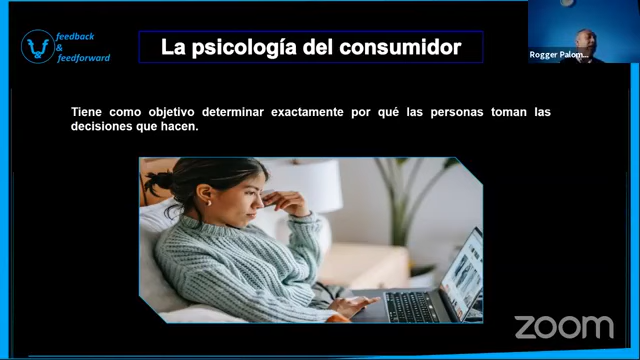 feedback
&
feedforward
La psicología del consumidor
Rogger Palom...
Tiene como objetivo determinar exactamente por qué las personas toman las
decisiones que hacen.
zoom